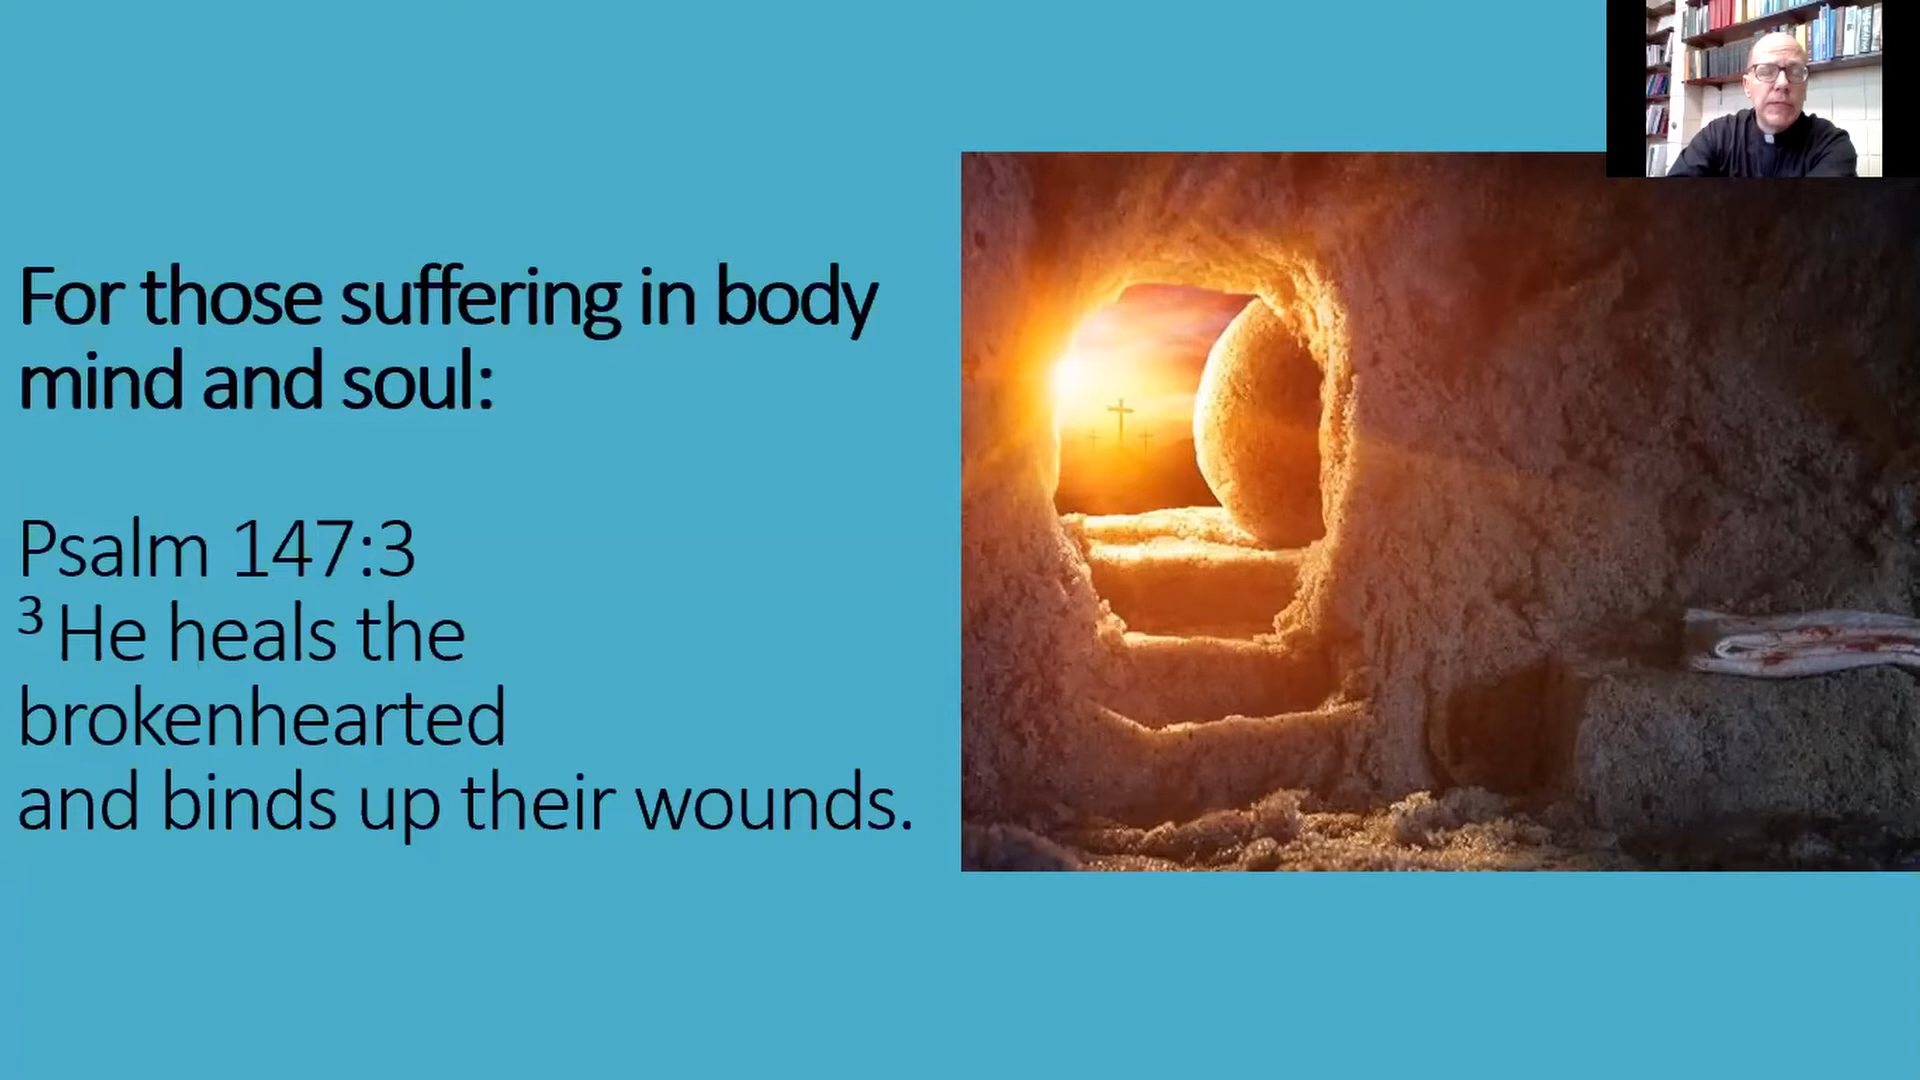 For those suffering in body
mind and soul:
Psalm 147:3
3 He heals the
brokenhearted
and binds up their wounds.